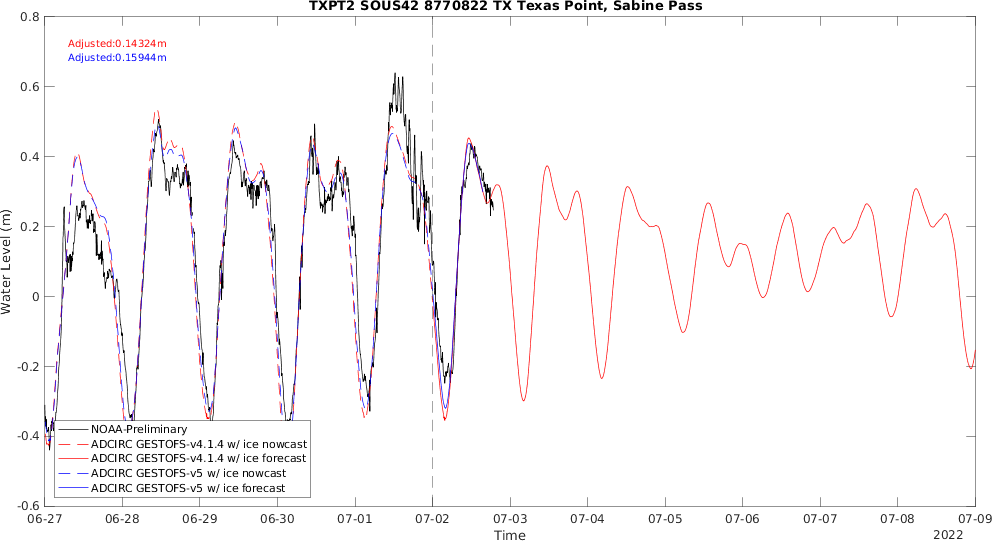 TXPT2 SOUS42 8770822 TX Texas Point, Sabine Pass
Adjusted:0.14324m
Adjusted:0.15944m
Water Level (m)
0.8
0.6
0.4
0.2
0
-0.2
-0.4
-0.6
NOAA-Preliminary
ADCIRC GESTOFS-v4.1.4 w/ ice nowcast
ADCIRC GESTOFS-v4.1.4 w/ ice forecast
ADCIRC GESTOFS-v5 w/ ice nowcast
ADCIRC GESTOFS-v5 w/ ice forecast
06-27 06-28 06-29 06-30 07-01 07-02 07-03 07-04 07-05 07-06 07-07 07-08 07-09
Time
2022